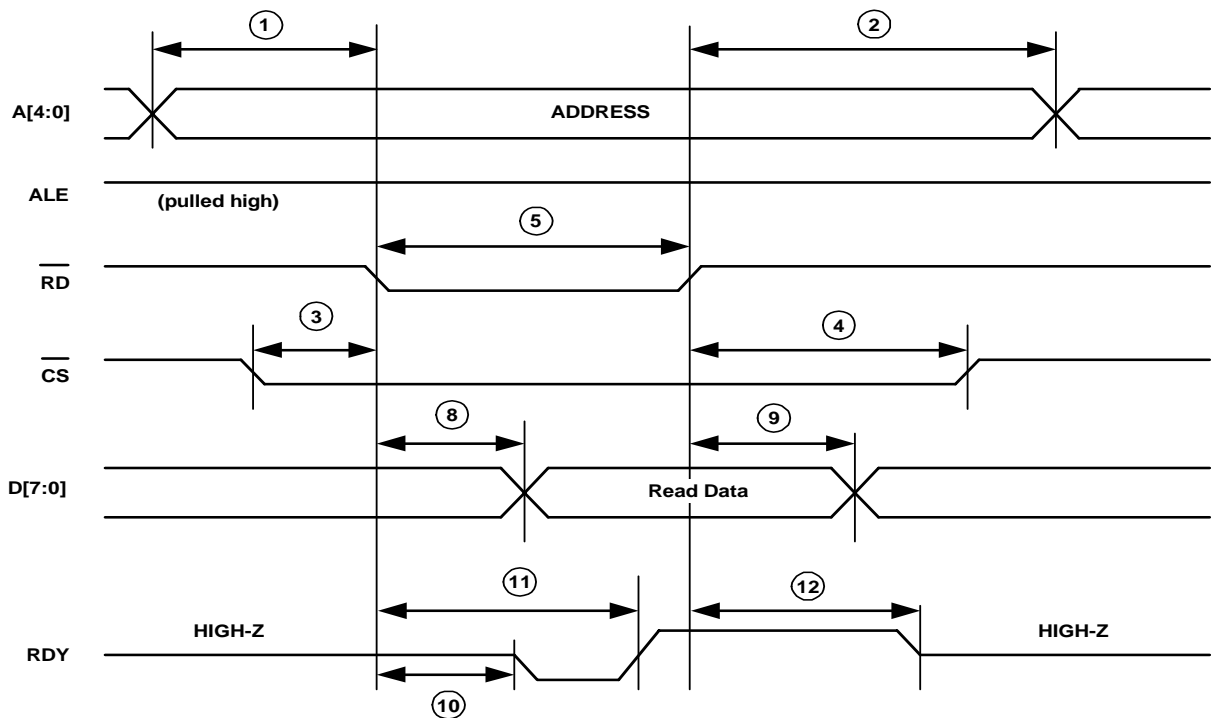 1
2
A[4:0]
ADDRESS
ALE
(pulled high)
5
RD
3
4
CS
8
9
D[7:0]
Read Data
11
12
HIGH-Z
HIGH-Z
RDY
10